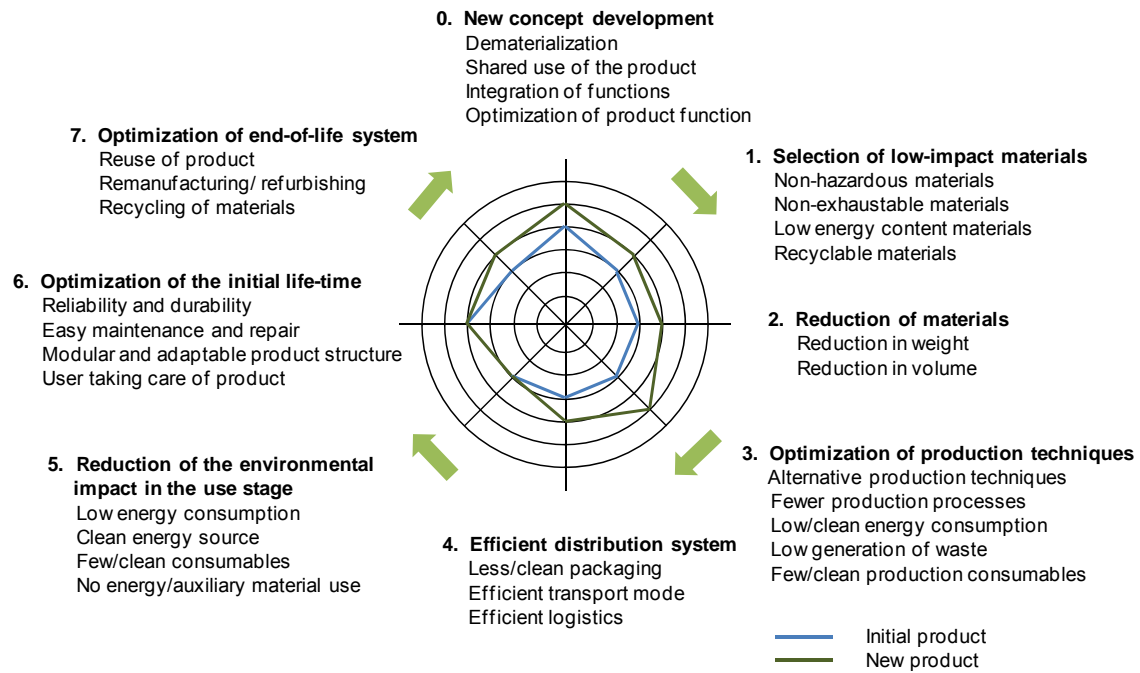 0. New concept development
Dematerialization
Shared use of the product
Integration of functions
Optimization of product function
1. Selection of low-impact materials
Non-hazardous materials
Non-exhaustable materials
Low energy content materials
Recyclable materials
2. Reduction of materials
Reduction in weight
Reduction in volume
3. Optimization of production techniques
Alternative production techniques
Fewer production processes
Low/clean energy consumption
Low generation of waste
Few/clean production consumables
4. Efficient distribution system
Less/clean packaging
Efficient transport mode
Efficient logistics
5. Reduction of the environmental
impact in the use stage
Low energy consumption
Clean energy source
Few/clean consumables
No energy/auxiliary material use
6. Optimization of the initial life-time
Reliability and durability
Easy maintenance and repair
Modular and adaptable product structure
User taking care of product
7. Optimization of end-of-life system
Reuse of product
Remanufacturing/ refurbishing
Recycling of materials
Initial product
New product